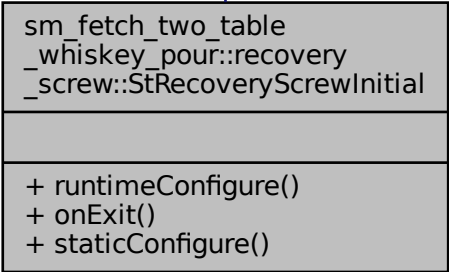 sm_fetch_two_table
_whiskey_pour::recovery
_screw::StRecoveryScrewInitial
+ runtimeConfigure()
+ onExit()
+ staticConfigure()